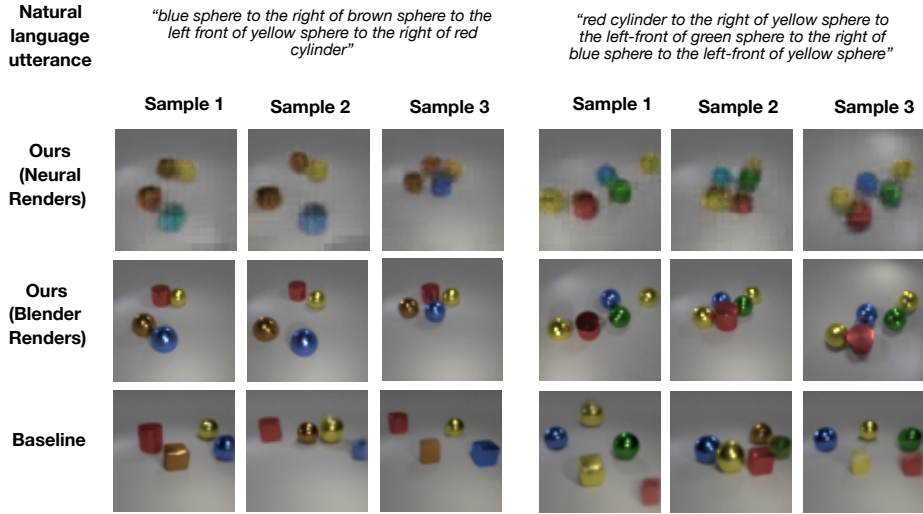 Natural
language
utterance
“blue sphere to the right of brown sphere to the
left front of yellow sphere to the right of red
cylinder”
“red cylinder to the right of yellow sphere to
the left-front of green sphere to the right of
blue sphere to the left-front of yellow sphere”
Sample 1
Sample 2
Sample 3
Sample 1
Sample 2
Sample 3
Ours
(Neural
Renders)
Ours
(Blender
Renders)
Baseline